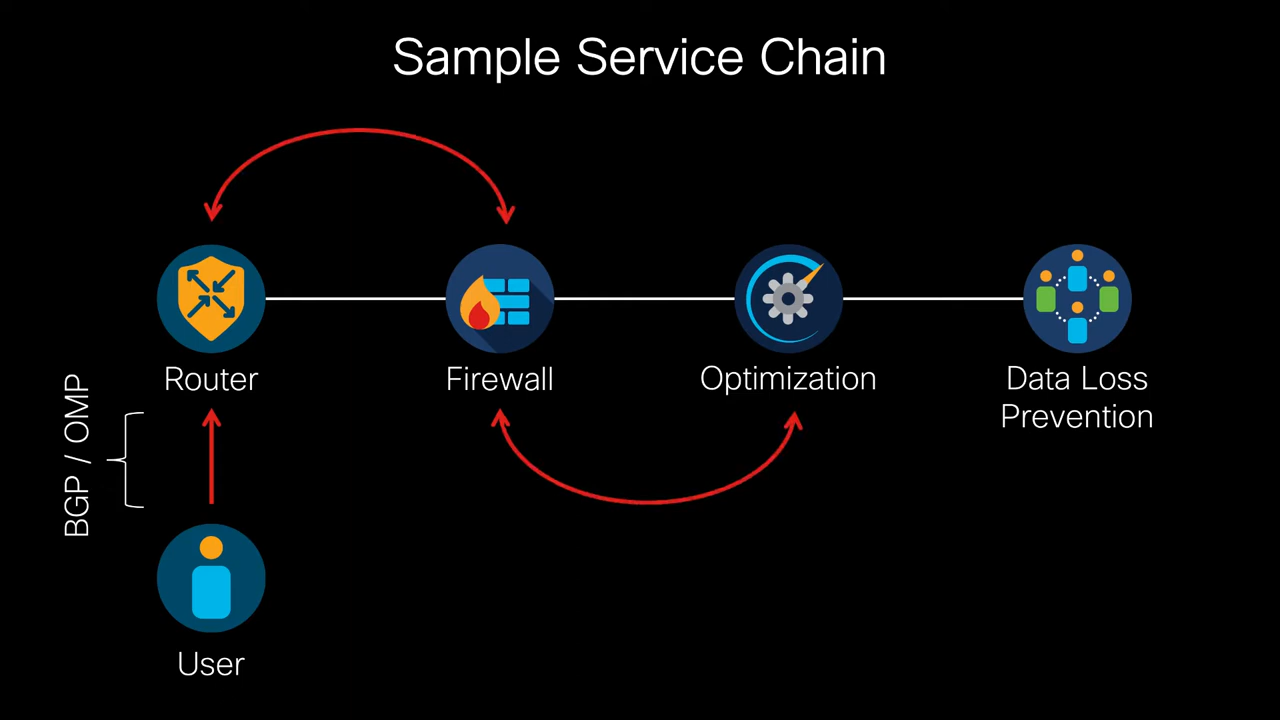 Sample Service Chain
Router
Firewall
Optimization
Data Loss
Prevention
BGP / OMP
User